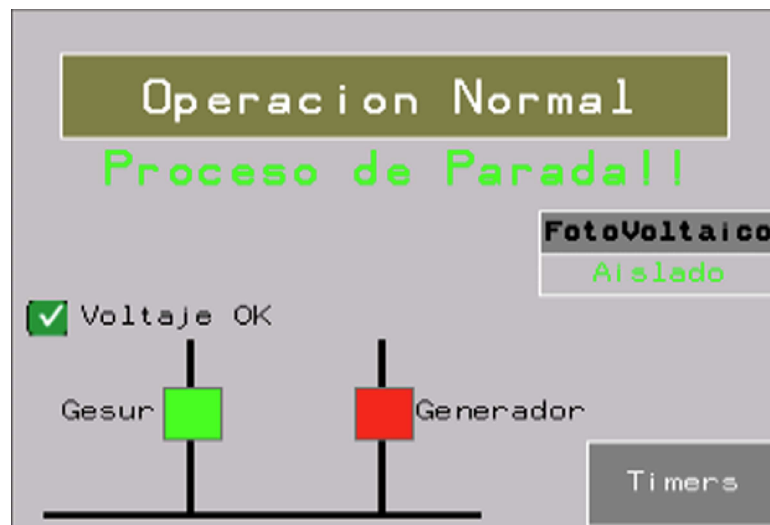 Operacion Normal
Proceso de Parada!!
FotoVoltaico
Aislado
Voltaje OK
Gesur
Generador
Timers